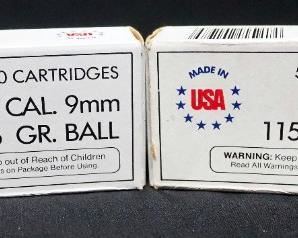 0 CARTRIDGES
CAL. 9mm
GR. BALL
out of Reach of Children
on Package Before Using.
MADE IN
USA
5
115
WARNING: Keep
Read All Warnings